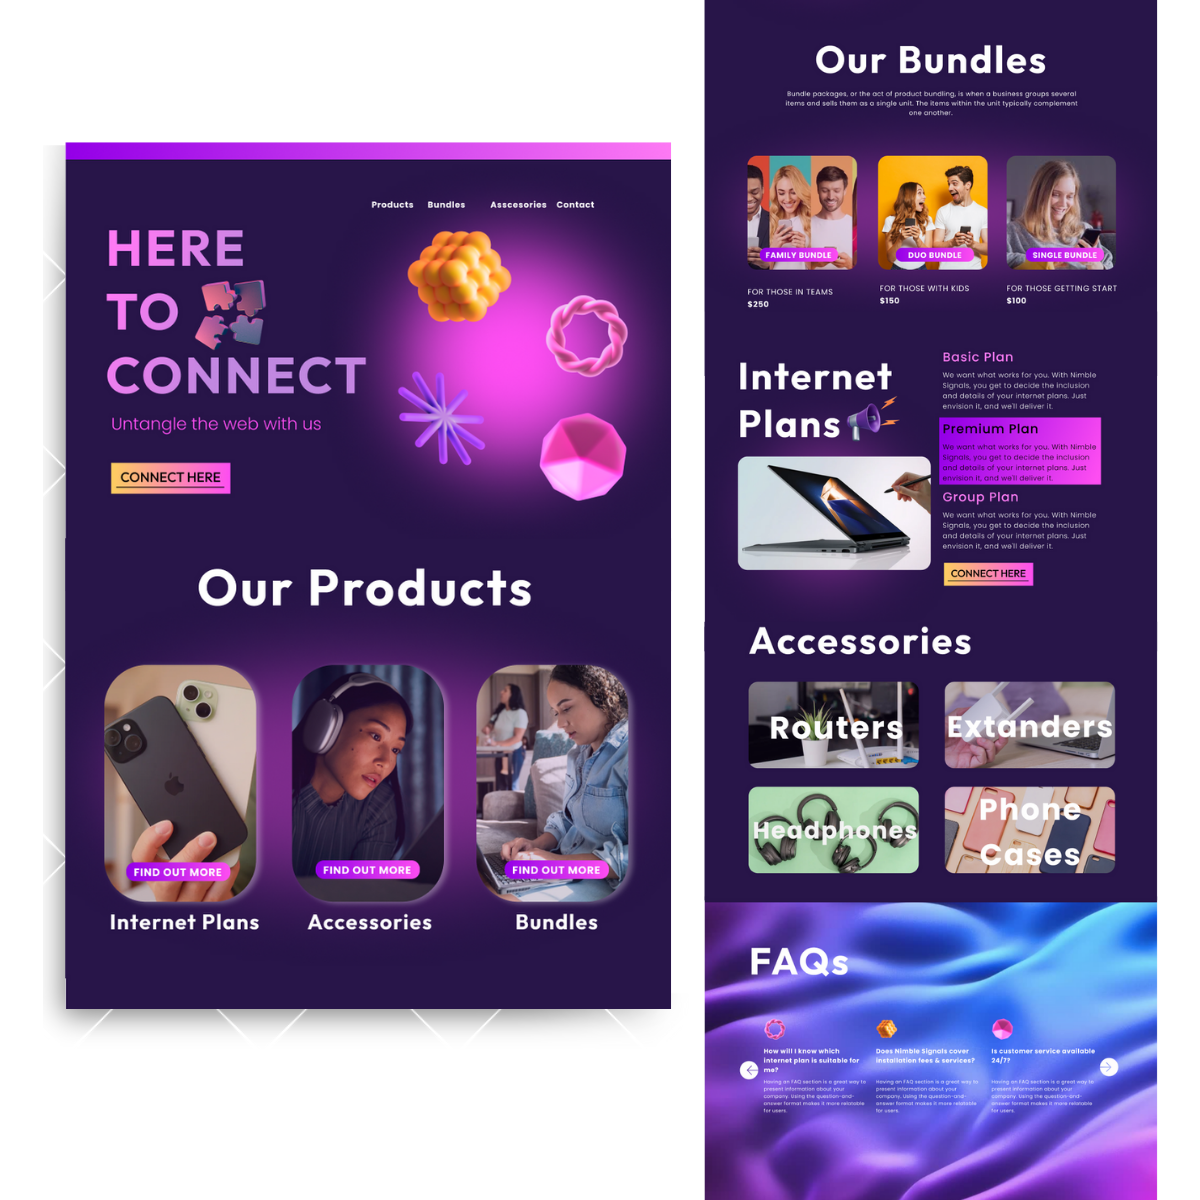 Products Bundles Asscesories Contact
HERE
TO
CONNECT
Untangle the web with us
CONNECT HERE
Our Products
FIND OUT MORE
Internet Plans
FIND OUT MORE
Accessories
FIND OUT MORE
Bundles
Our Bundles
Bundle packages, or the act of product bundling, is when a business groups several
items and sells them as a single unit. The items within the unit typically complement
one another.
FAMILY BUNDLE
FOR THOSE IN TEAMS
$250
DUO BUNDLE
FOR THOSE WITH KIDS
$150
SINGLE BUNDLE
FOR THOSE GETTING START
$100
Internet
Plans
Basic Plan
We want what works for you. With Nimble
Signals, you get to decide the inclusion
and details of your internet plans. Just
envision it, and we'll deliver it.
Premium Plan
We want what works for you. With Nimble
Signals, you get to decide the inclusion
and details of your internet plans. Just
envision it, and we'll deliver it.
Group Plan
We want what works for you. With Nimble
Signals, you get to decide the inclusion
and details of your internet plans. Just
envision it, and we'll deliver it.
CONNECT HERE
Accessories
Routers
Extanders
Headphones
Phone
Cases
FAQs
How will I know which
internet plan is suitable for
me?
Having an FAQ section is a great way to
present information about your
company. Using the question-and-
answer format makes it more relatable
for users.
Does Nimble Signals cover
installation fees & services?
Having an FAQ section is a great way to
present information about your
company. Using the question-and-
answer format makes it more relatable
for users.
Is customer service available
24/7?
Having an FAQ section is a great way to
present information about your
company. Using the question-and-
answer format makes it more relatable
for users.